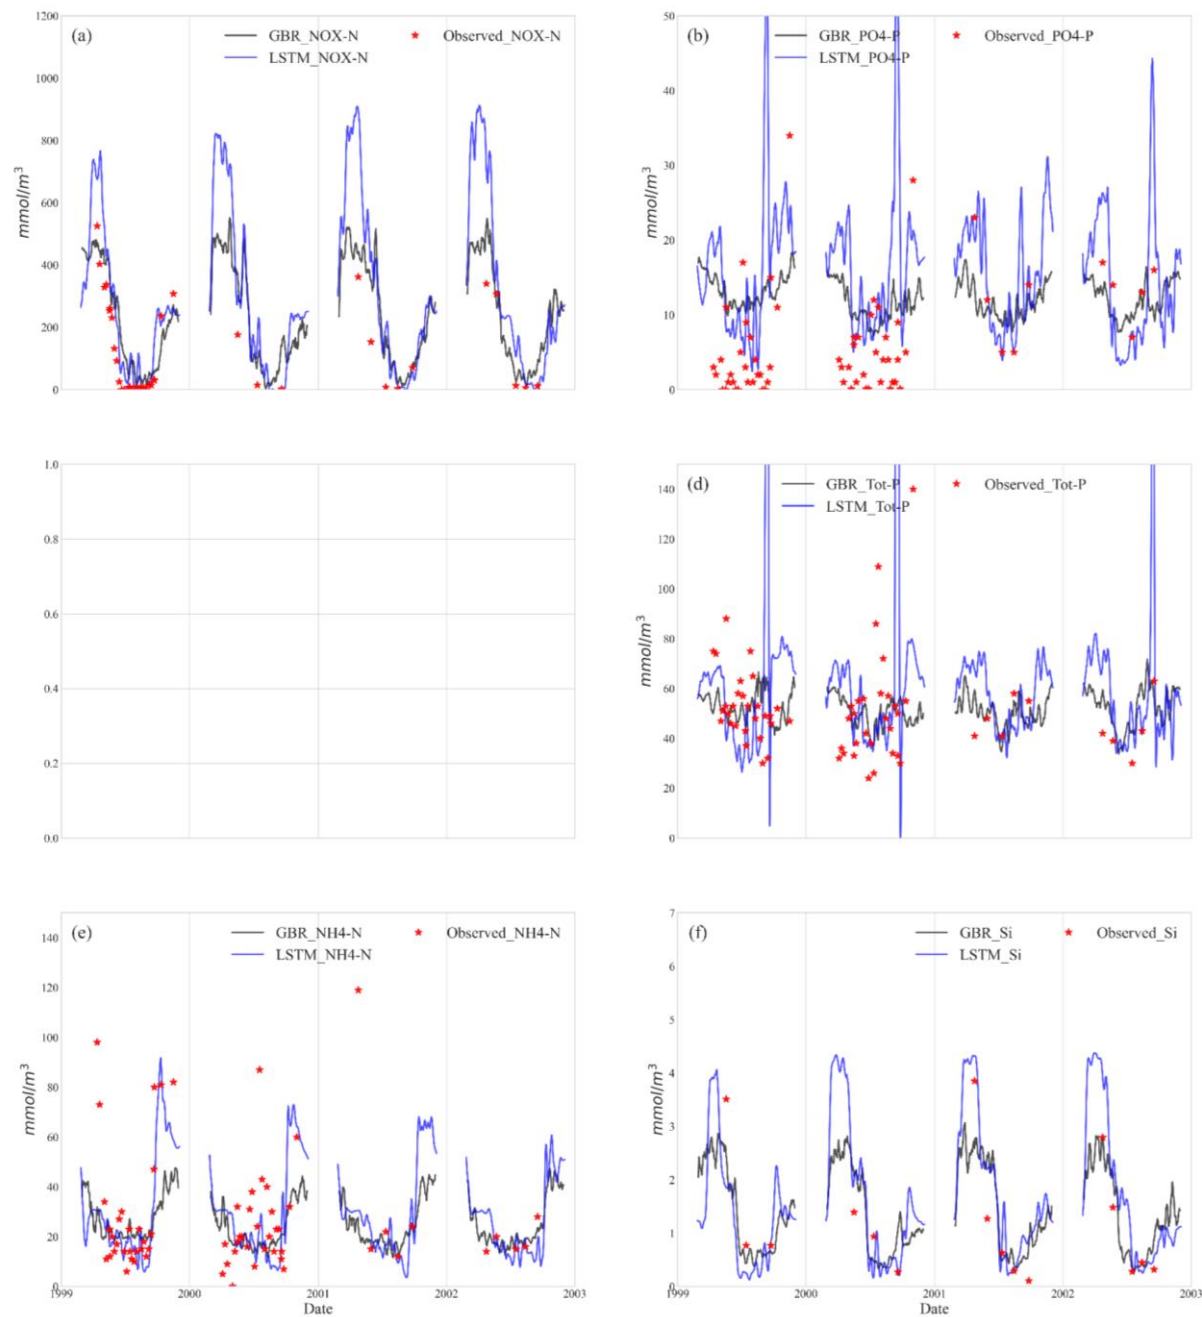 (a)
GBR_NOX-N
LSTM_NOX-N
Observed_NOX-N
1200
1000
800
600
400
200
0
mmol/m³
(b)
GBR_PO4-P
LSTM_PO4-P
Observed_PO4-P
50
40
30
20
10
0
mmol/m³
1.0
0.8
0.6
0.4
0.2
0.0
(d)
GBR_Tot-P
LSTM_Tot-P
Observed_Tot-P
140
120
100
80
60
40
20
0
mmol/m³
(e)
GBR_NH4-N
LSTM_NH4-N
Observed_NH4-N
140
120
100
80
60
40
20
0
mmol/m³
1999
2000
2001
2002
2003
Date
(f)
GBR_Si
LSTM_Si
Observed_Si
7
6
5
4
3
2
1
0
mmol/m³
1999
2000
2001
2002
2003
Date